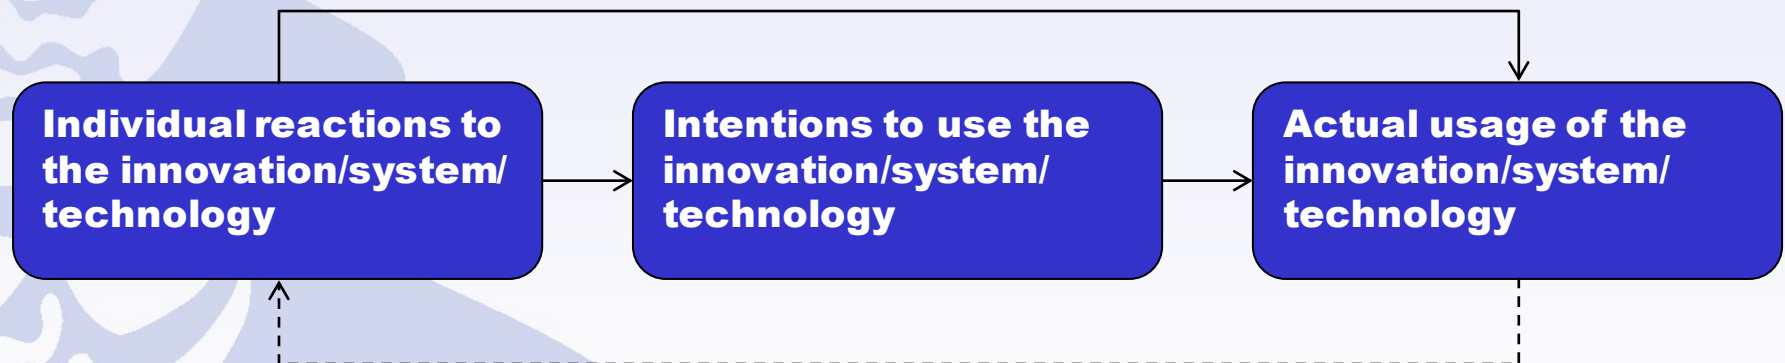 Individual reactions to
the innovation/system/
technology
Intentions to use the
innovation/system/
technology
Actual usage of the
innovation/system/
technology